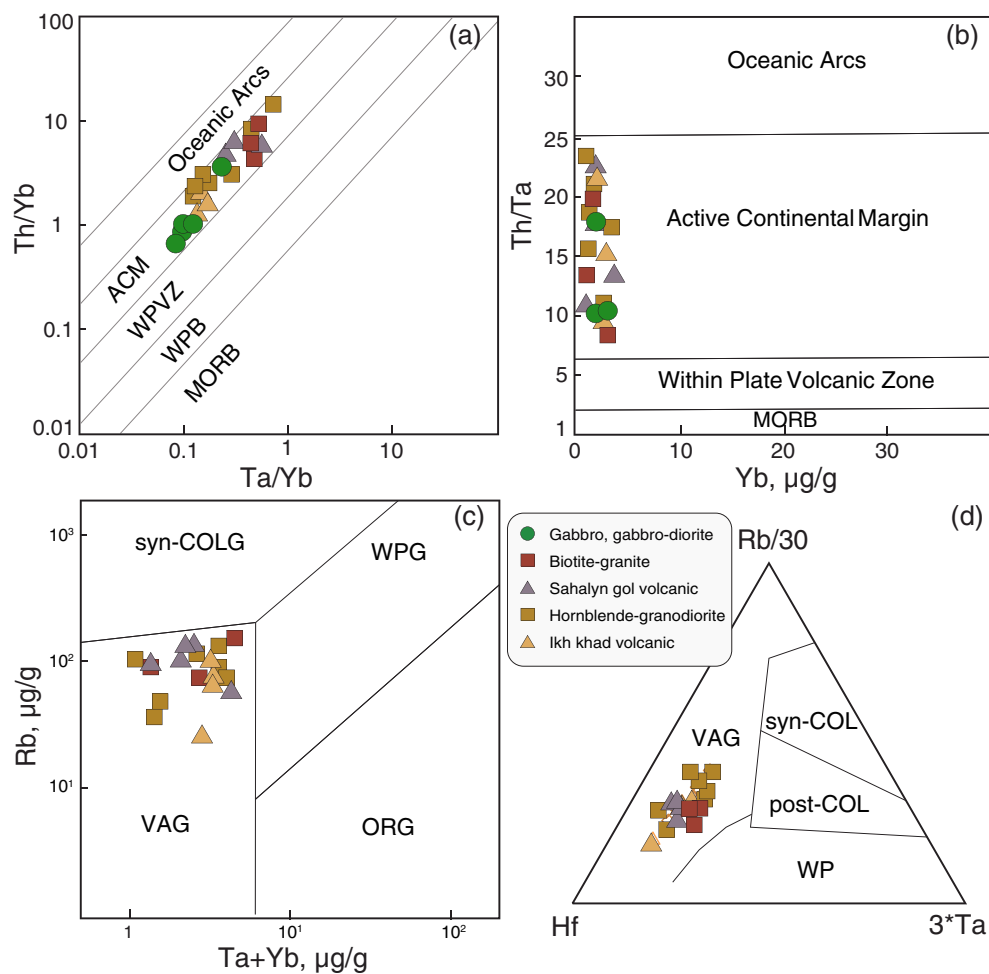 100
10
1
0.1
0.01
0.01
0.1
1
10
Th/Yb
Ta/Yb
(a)
Oceanic Arcs
ACM
WPVZ
WPB
MORB
(b)
30
25
20
15
10
5
1
0
10
20
30
Th/Ta
Yb, µg/g
Oceanic Arcs
Active Continental Margin
Within Plate Volcanic Zone
MORB
(c)
10³
10²
10¹
1
10¹
10²
Rb, µg/g
Ta+Yb, µg/g
syn-COLG
WPG
VAG
ORG
Gabbro, gabbro-diorite
Biotite-granite
Sahalyn gol volcanic
Hornblende-granodiorite
Ikh khad volcanic
(d)
Rb/30
syn-COL
VAG
post-COL
WP
Hf
3*Ta